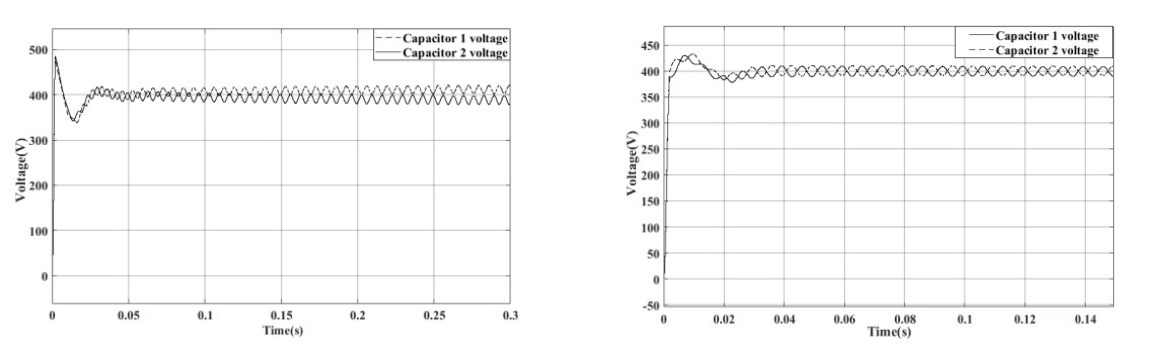 Capacitor 1 voltage
Capacitor 2 voltage
500
400
300
200
100
0
Voltage(V)
0 0.05 0.1 0.15 0.2 0.25 0.3
Time(s)
Capacitor 1 voltage
Capacitor 2 voltage
450
400
350
300
250
200
150
100
50
0
-50
Voltage(V)
0 0.02 0.04 0.06 0.08 0.1 0.12 0.14
Time(s)